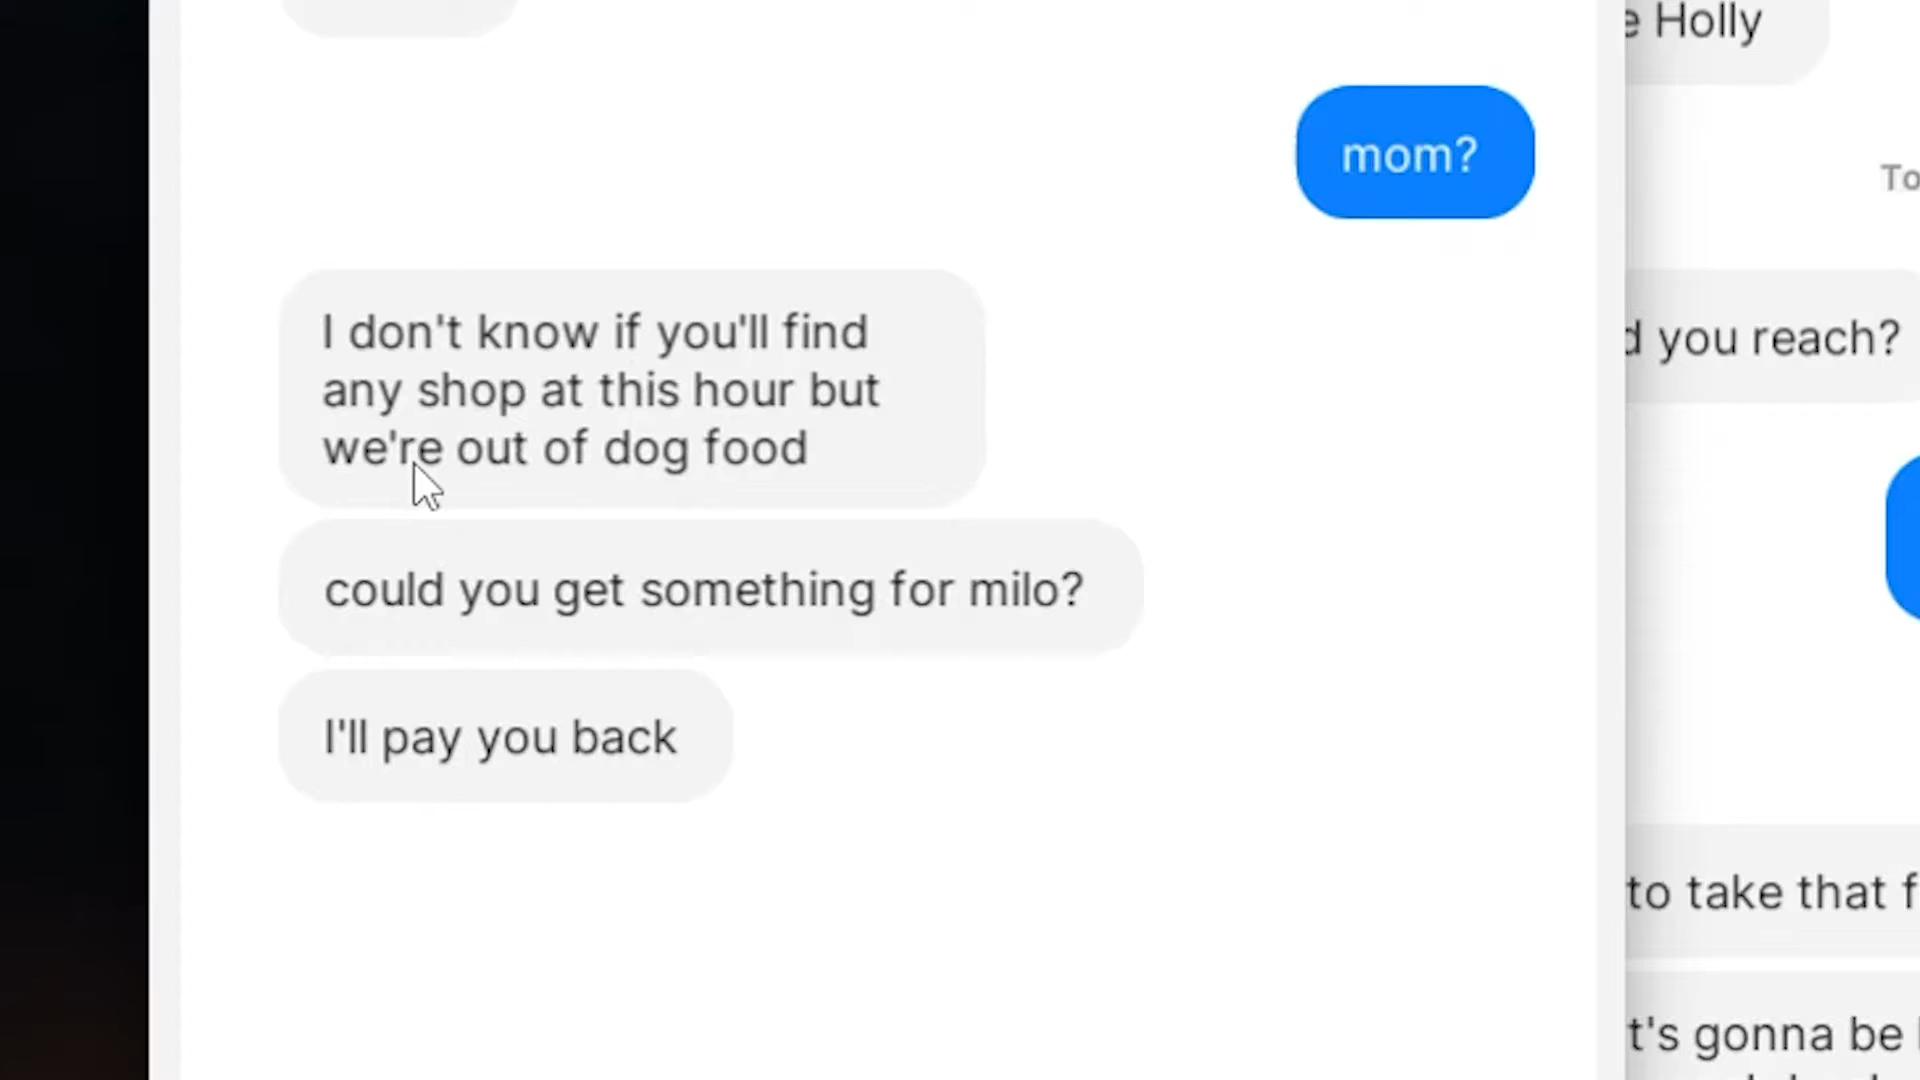 mom?
I don't know if you'll find
any shop at this hour but
we're out of dog food
could you get something for milo?
I'll pay you back
Holly
you reach?
to take that
gonna be